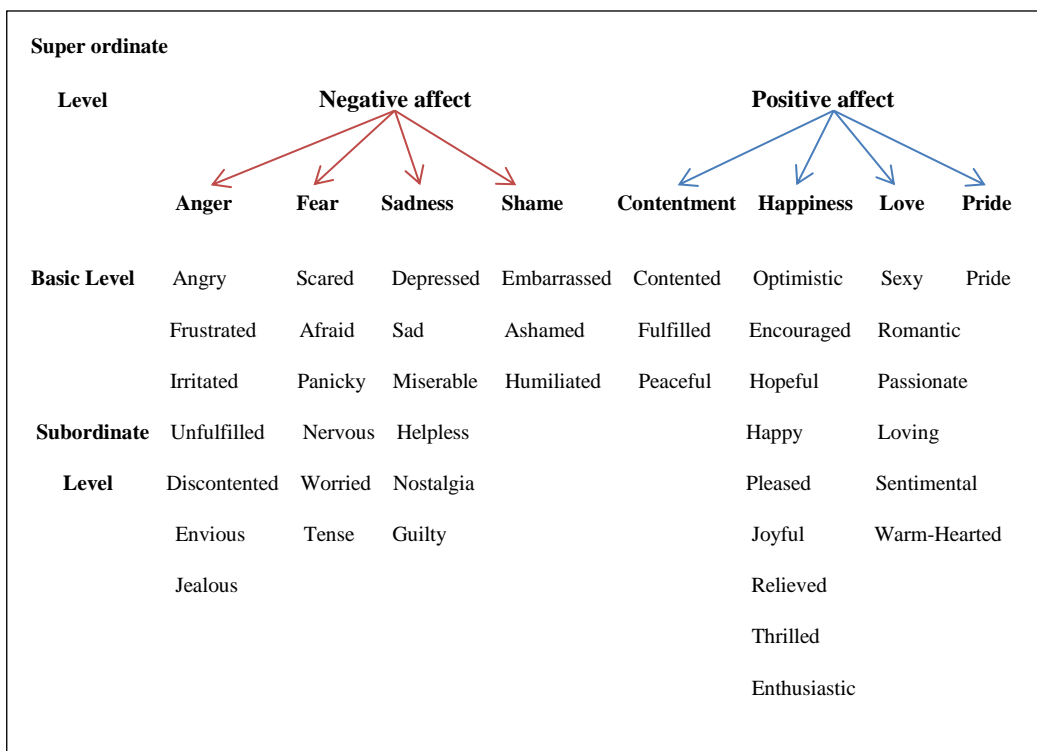 Super ordinate
Level Negative affect Positive affect
Anger Fear Sadness Shame Contentment Happiness Love Pride
Basic Level Angry Scared Depressed Embarrassed Contented Optimistic Sexy Pride
Frustrated Afraid Sad Ashamed Fulfilled Encouraged Romantic
Irritated Panicky Miserable Humiliated Peaceful Hopeful Passionate
Subordinate Unfulfilled Nervous Helpless Happy Loving
Level Discontented Worried Nostalgia Pleased Sentimental
Envious Tense Guilty Joyful Warm-Hearted
Jealous Relieved
Thrilled
Enthusiastic